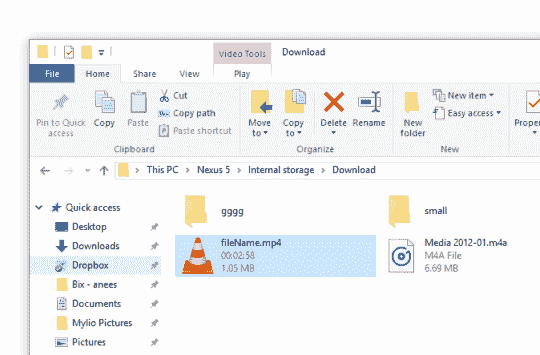 Video Tools Download
File Home Share View Play
Pin to Quick access
Copy
Paste
Cut
Copy path
Paste shortcut
Clipboard
Move to
Copy to
Delete
Rename
Organize
New folder
New item
Easy access
New
Proper
This PC > Nexus 5 > Internal storage > Download
Quick access
Desktop
Downloads
Dropbox
Bix - anees
Documents
Mylio Pictures
Pictures
gggg
small
fileName.mp4
00:02:58
1.05 MB
Media 2012-01.m4a
M4A File
6.69 MB